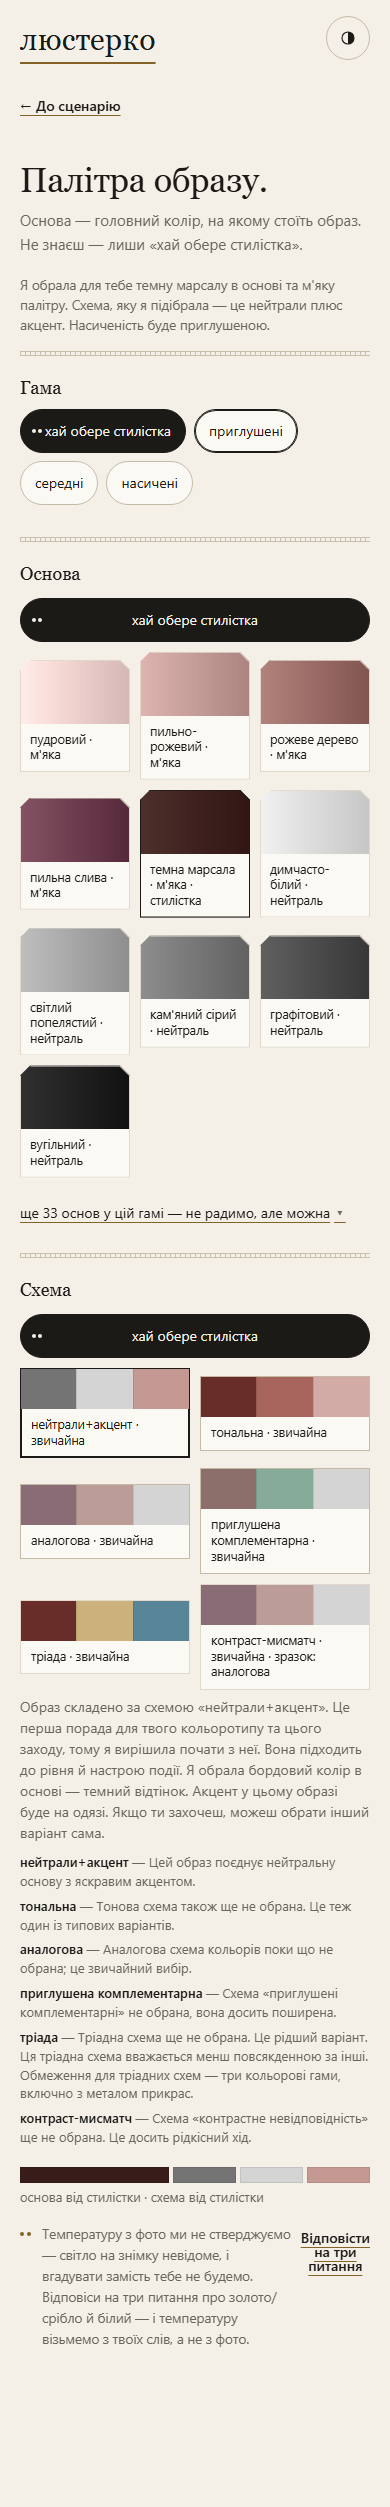 люстерко
← До сценарію
Палітра образу.
Основа — головний колір, на якому стоїть образ.
Не знаєш — лиши «хай обере стилістка».
Я обрала для тебе темну марсалу в основі та м'яку
палітру. Схема, яку я підібрала — це нейтрали плюс
акцент. Насиченість буде приглушеною.
Гама
хай обере стилістка
приглушені
середні
насичені
Основа
хай обере стилістка
пудровий ·
м'яка
пильно-
рожевий ·
м'яка
рожеве дерево
· м'яка
пильна слива ·
м'яка
темна марсала
· м'яка ·
стилістка
димчасто-
білий ·
нейтраль
світлий
попелястий ·
нейтраль
кам'яний сірий
· нейтраль
графітовий ·
нейтраль
вугільний ·
нейтраль
ще 33 основ у цій гамі — не радимо, але можна ▾
Схема
хай обере стилістка
нейтрали+акцент ·
звичайна
тональна · звичайна
аналогова · звичайна
приглушена
комплементарна ·
звичайна
тріада · звичайна
контраст-мисматч ·
звичайна · зразок:
аналогова
Образ складено за схемою «нейтрали+акцент». Це
перша порада для твого кольоротипу та цього
заходу, тому я вирішила почати з неї. Вона підходить
до рівня й настрою події. Я обрала бордовий колір в
основі — темний відтінок. Акцент у цьому образі
буде на одязі. Якщо ти захочеш, можеш обрати інший
варіант сама.
нейтрали+акцент — Цей образ поєднує нейтральну
основу з яскравим акцентом.
тональна — Тонова схема також ще не обрана. Це теж
один із типових варіантів.
аналогова — Аналогова схема кольорів поки що не
обрана; це звичайний вибір.
приглушена комплементарна — Схема «приглушені
комплементарні» не обрана, вона досить поширена.
тріада — Тріадна схема ще не обрана. Це рідший варіант.
Ця тріадна схема вважається менш повсякденною за інші.
Обмеження для тріадних схем — три кольорові гами,
включно з металом прикрас.
контраст-мисматч — Схема «контрастне невідповідність»
ще не обрана. Це досить рідкісний хід.
основа від стилістки · схема від стилістки
Температуру з фото ми не стверджуємо
— світло на знімку невідоме, і
вгадувати замість тебе не будемо.
Відповіси на три питання про золото/
срібло й білий — і температуру
візьмемо з твоїх слів, а не з фото.
Відповісти
на три
питання